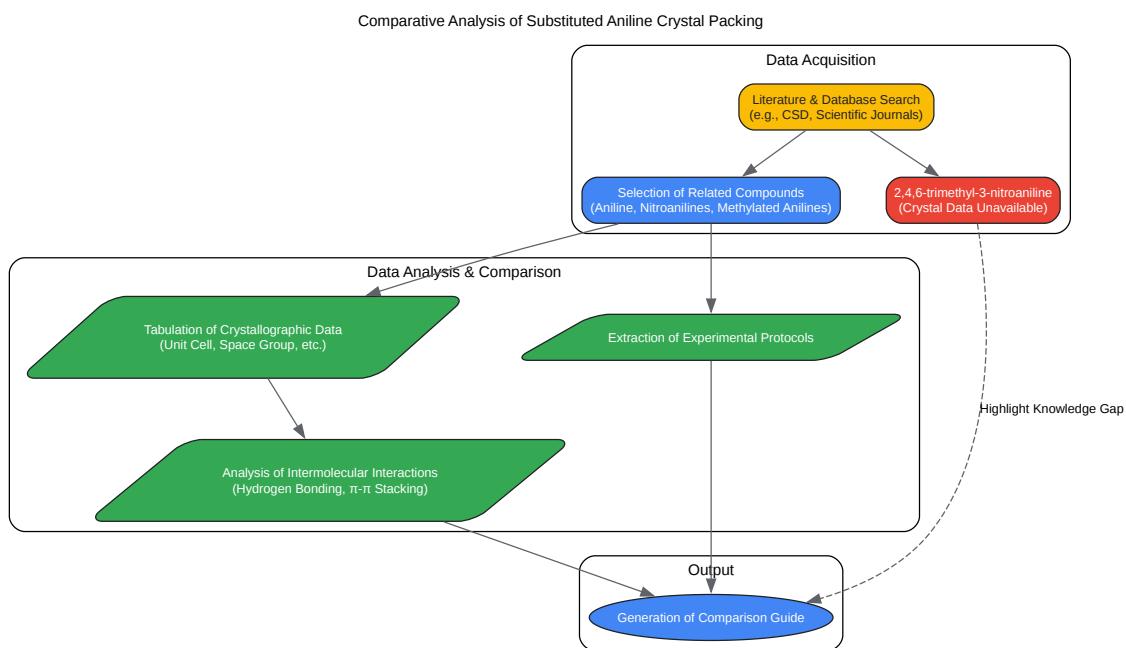 Comparative Analysis of Substituted Aniline Crystal Packing
Data Acquisition
Literature & Database Search
(e.g., CSD, Scientific Journals)
Selection of Related Compounds
(Aniline, Nitroanilines, Methylated Anilines)
2,4,6-trimethyl-3-nitroaniline
(Crystal Data Unavailable)
Data Analysis & Comparison
Tabulation of Crystallographic Data
(Unit Cell, Space Group, etc.)
Extraction of Experimental Protocols
Highlight Knowledge Gap
Analysis of Intermolecular Interactions
(Hydrogen Bonding, π-π Stacking)
Output
Generation of Comparison Guide